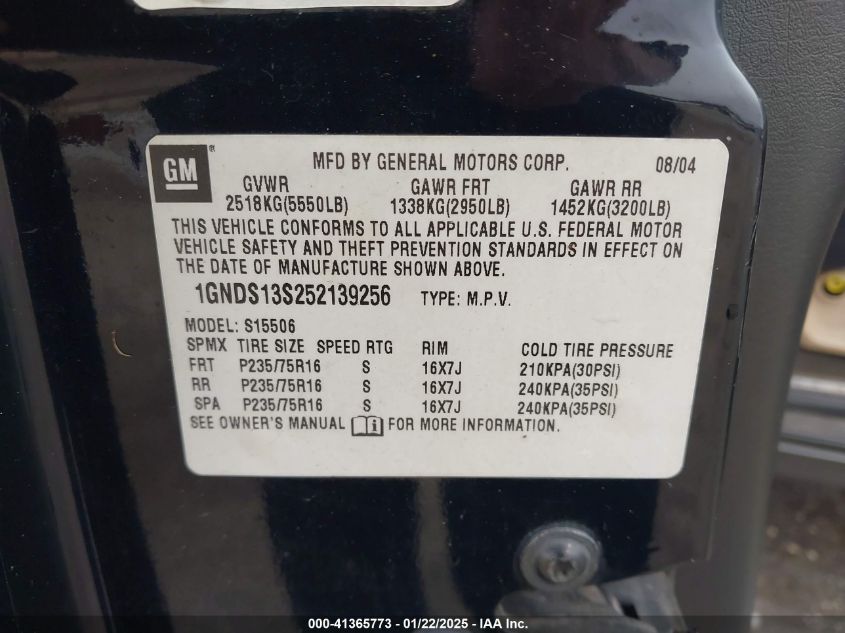 GM ®
MFD BY GENERAL MOTORS CORP. 08/04
GVWR GAWR FRT GAWR RR
2518KG(5550LB) 1338KG(2950LB) 1452KG(3200LB)
THIS VEHICLE CONFORMS TO ALL APPLICABLE U.S. FEDERAL MOTOR
VEHICLE SAFETY AND THEFT PREVENTION STANDARDS IN EFFECT ON
THE DATE OF MANUFACTURE SHOWN ABOVE.
1GNDS13S252139256 TYPE: M.P.V.
MODEL: S15506
SPMX TIRE SIZE SPEED RTG RIM COLD TIRE PRESSURE
FRT P235/75R16 S 16X7J 210KPA(30PSI)
RR P235/75R16 S 16X7J 240KPA(35PSI)
SPA P235/75R16 S 16X7J 240KPA(35PSI)
SEE OWNER'S MANUAL i FOR MORE INFORMATION.
000-41365773 - 01/22/2025 - IAA Inc.